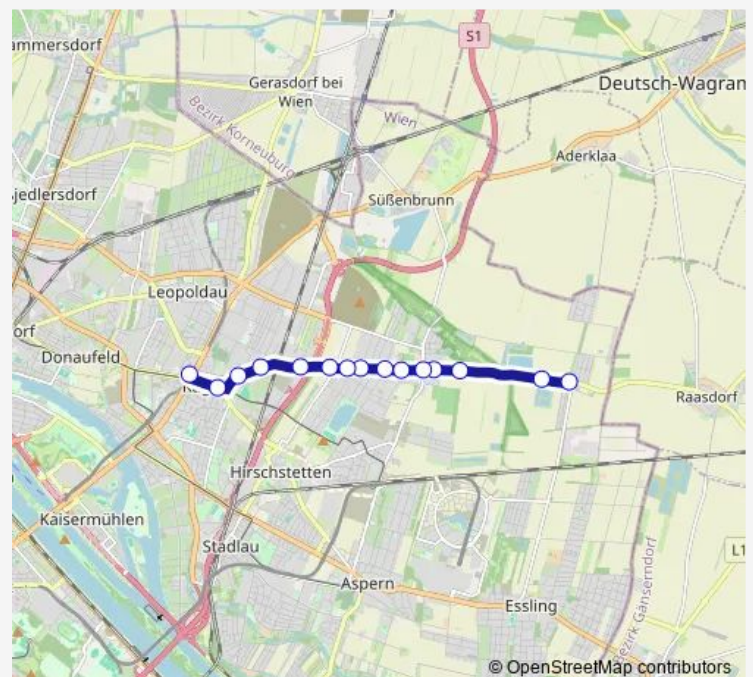 ammersdorf
S1
Gerasdorf bei
Wien
Deutsch-Wagram
Bezirk Korneuburg
Wien
Aderklaa
jedlersdorf
Süßenbrunn
Leopoldau
orf
Donaufeld
Raasdorf
Hirschstetten
Kaisermühlen
Stadlau
L1
Aspern
Essling
Bezirk Gänserndorf
© OpenStreetMap contributors